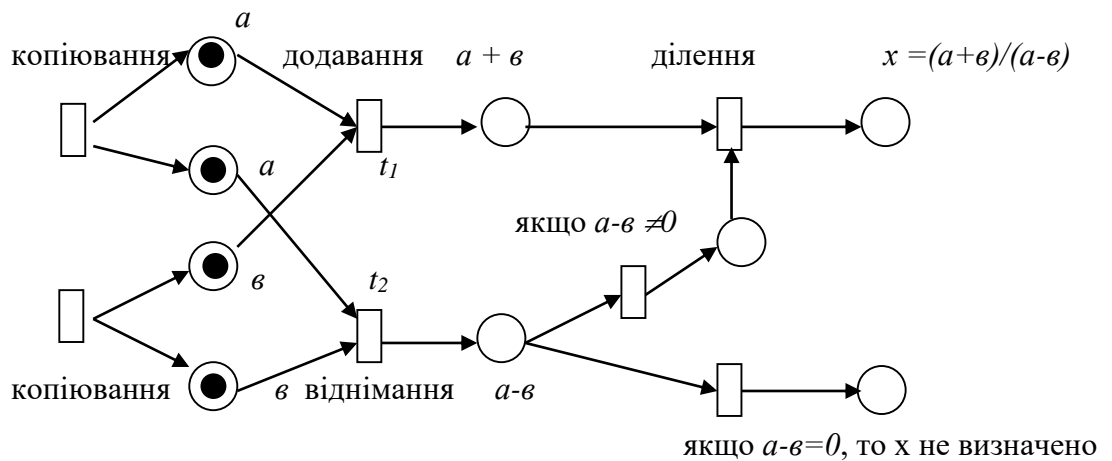 а
копіювання додавання а + в ділення х =(а+в)/(а-в)
а
t1
якщо а-в ≠0
в
t2
копіювання в віднімання а-в
якщо а-в=0, то х не визначено